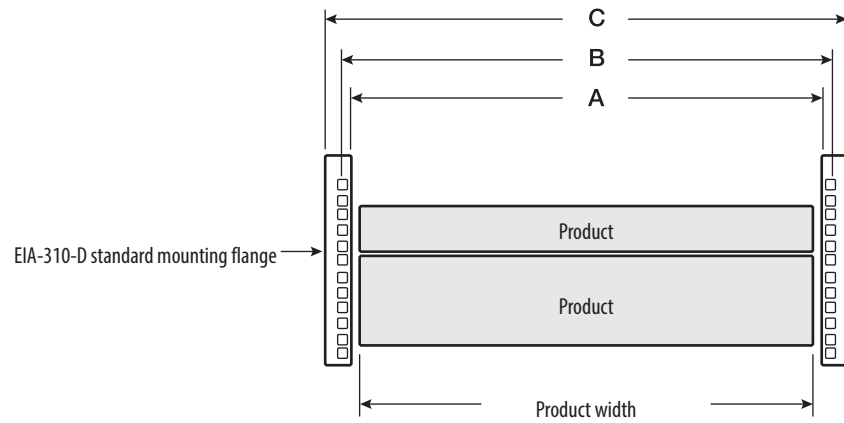 C
B
A
Product
EIA-310-D standard mounting flange
Product
Product width